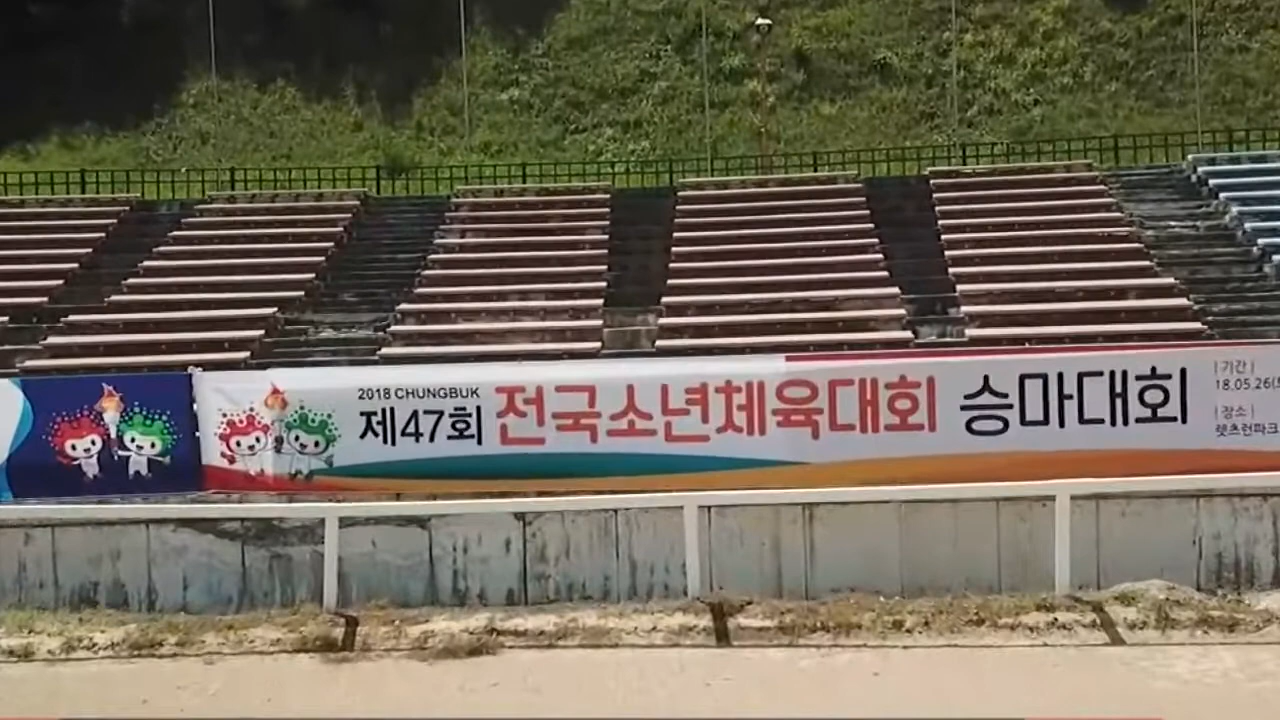 2018 CHUNGBUK
제47회 전국소년체육대회 승마대회
| 기간 |
18.05.26(
| 장소 |
렛츠런파크